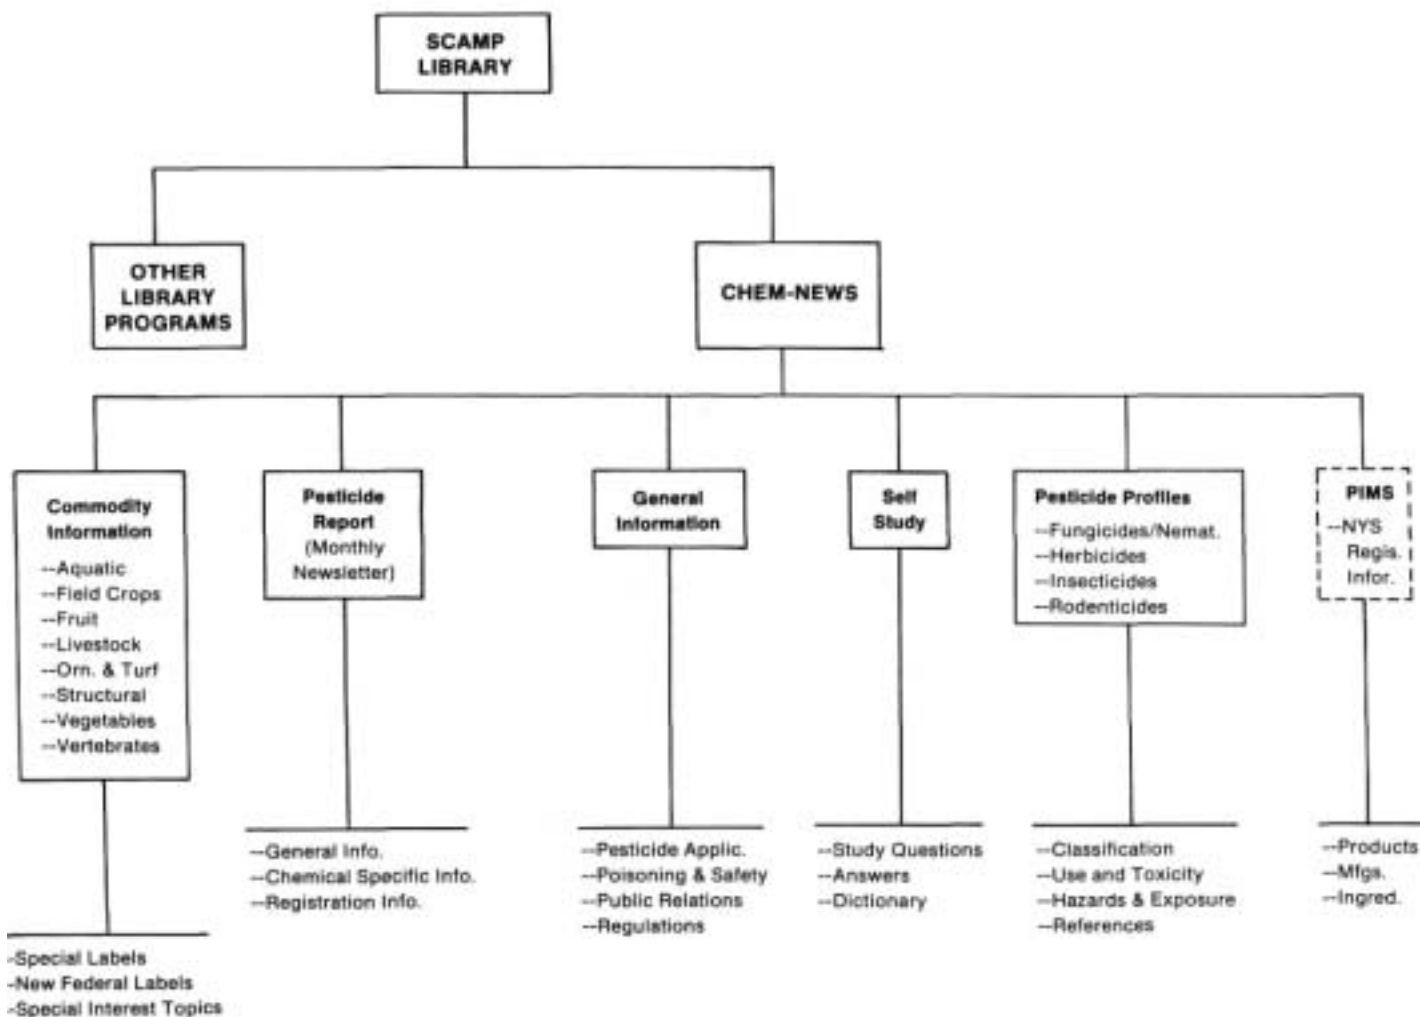 SCAMP
LIBRARY
OTHER
LIBRARY
PROGRAMS
CHEM-NEWS
Commodity
Information
--Aquatic
--Field Crops
--Fruit
--Livestock
--Orn. & Turf
--Structural
--Vegetables
--Vertebrates
Pesticide
Report
(Monthly
Newsletter)
General
Information
Self
Study
Pesticide Profiles
--Fungicides/Nemat.
--Herbicides
--Insecticides
--Rodenticides
PIMS
--NYS
Regis.
Infor.
--Special Labels
--New Federal Labels
--Special Interest Topics
--General Info.
--Chemical Specific Info.
--Registration Info.
--Pesticide Applic.
--Poisoning & Safety
--Public Relations
--Regulations
--Study Questions
--Answers
--Dictionary
--Classification
--Use and Toxicity
--Hazards & Exposure
--References
--Products
--Mfgs.
--Ingred.